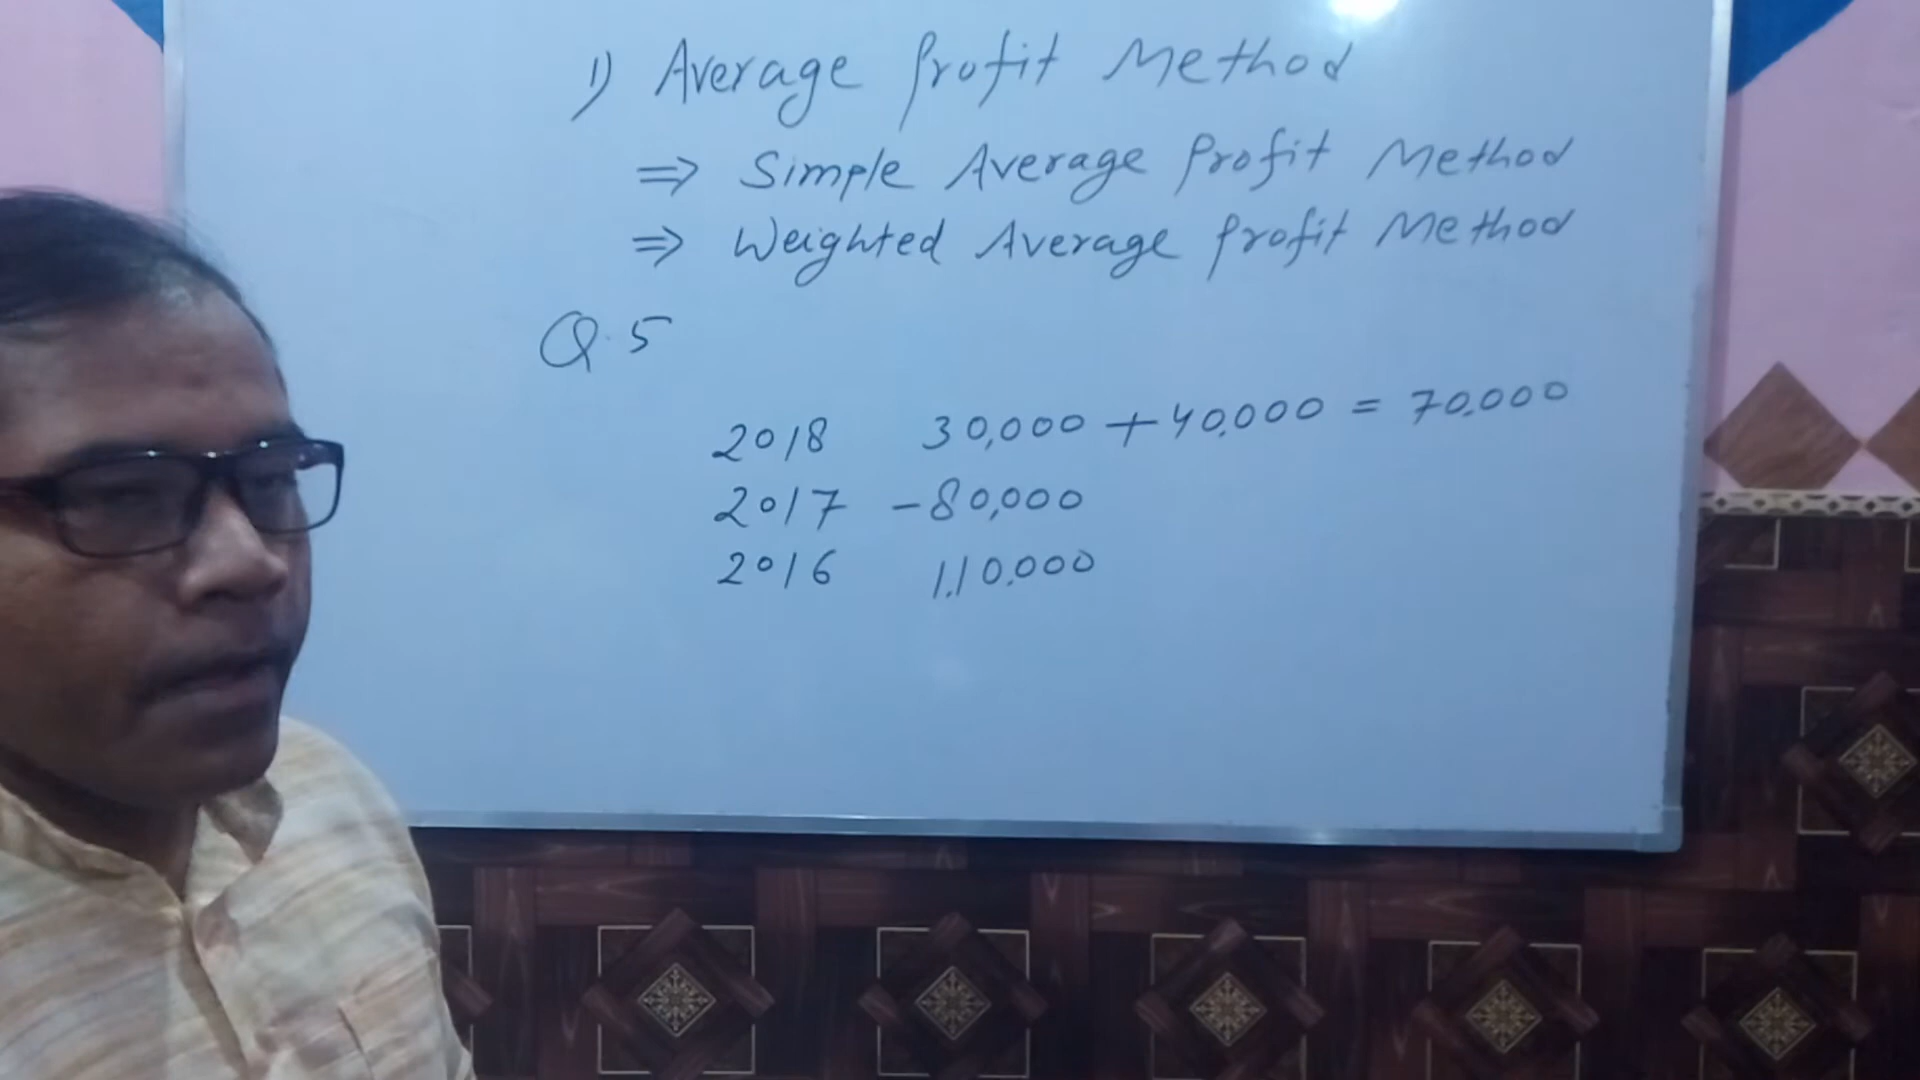 1) Average Profit Method
⇒ Simple Average Profit Method
⇒ Weighted Average Profit Method
Q.5
2018 30,000 + 40,000 = 70,000
2017 -80,000
2016 1,10,000